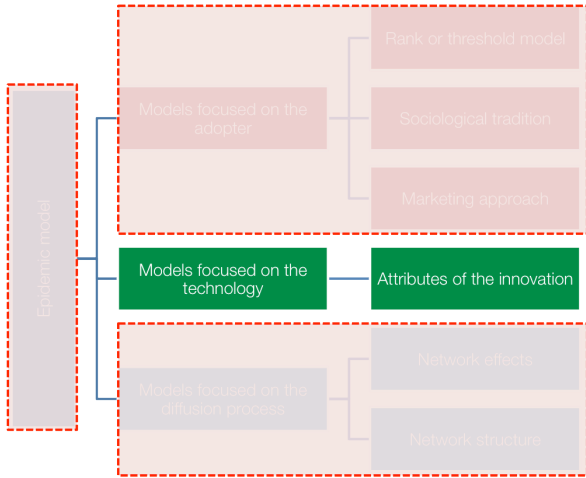 Epidemic model
Models focused on the
adopter
Rank or threshold model
Sociological tradition
Marketing approach
Models focused on the
technology
Attributes of the innovation
Models focused on the
diffusion process
Network effects
Network structure